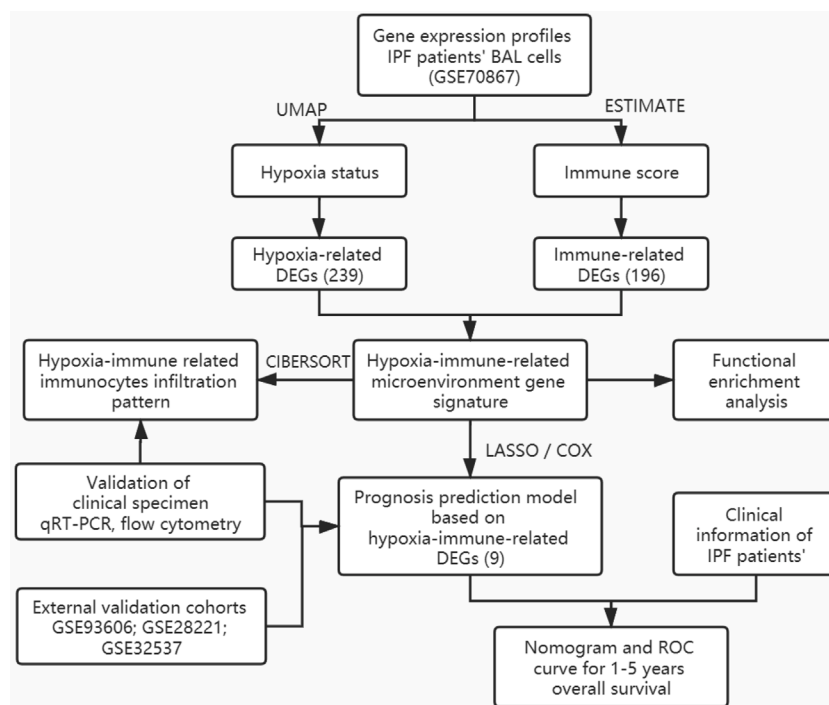 Gene expression profiles
IPF patients' BAL cells
(GSE70867)
UMAP
ESTIMATE
Hypoxia status
Immune score
Hypoxia-related
DEGs (239)
Immune-related
DEGs (196)
Hypoxia-immune related
immunocytes infiltration
pattern
CIBERSORT
Hypoxia-immune-related
microenvironment gene
signature
Functional
enrichment
analysis
LASSO / COX
Validation of
clinical specimen
qRT-PCR, flow cytometry
Prognosis prediction model
based on
hypoxia-immune-related
DEGs (9)
Clinical
information of
IPF patients'
External validation cohorts
GSE93606; GSE28221;
GSE32537
Nomogram and ROC
curve for 1-5 years
overall survival